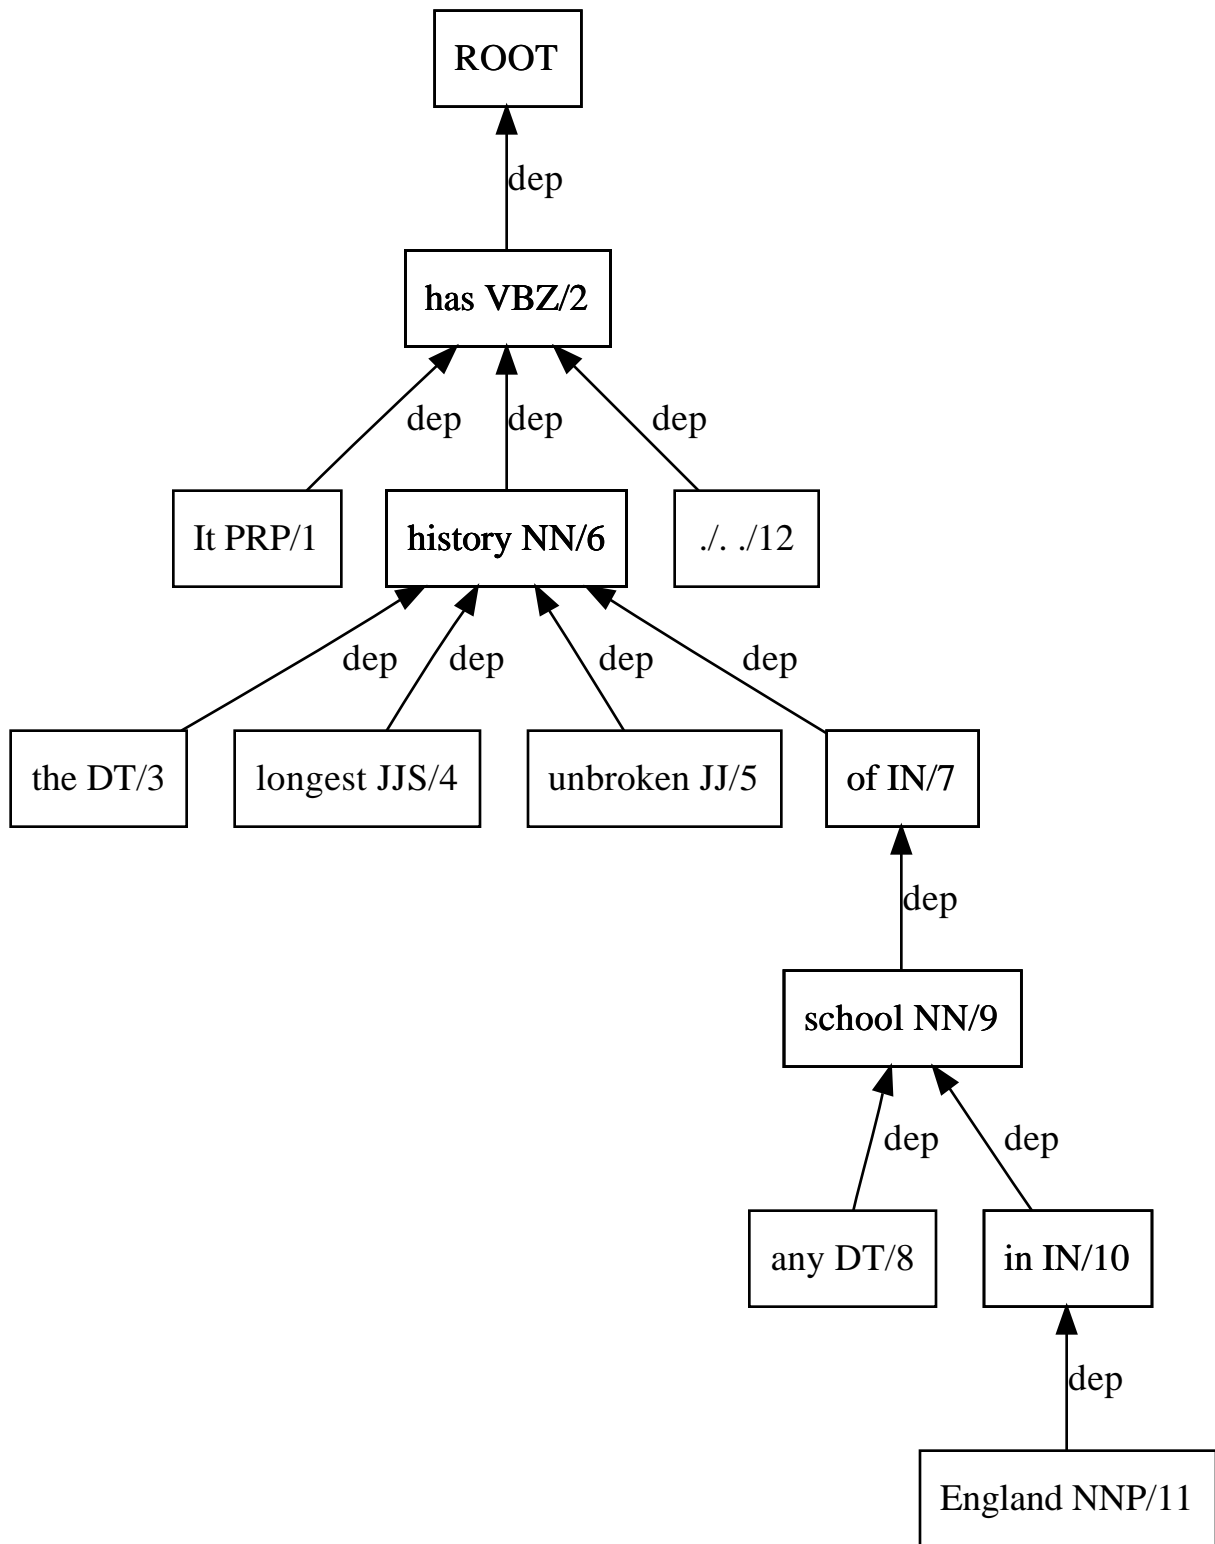 ROOT
dep
has VBZ/2
dep dep dep
It PRP/1 history NN/6 ./. ./12
dep dep dep dep
the DT/3 longest JJS/4 unbroken JJ/5 of IN/7
dep
school NN/9
dep dep
any DT/8 in IN/10
dep
England NNP/11